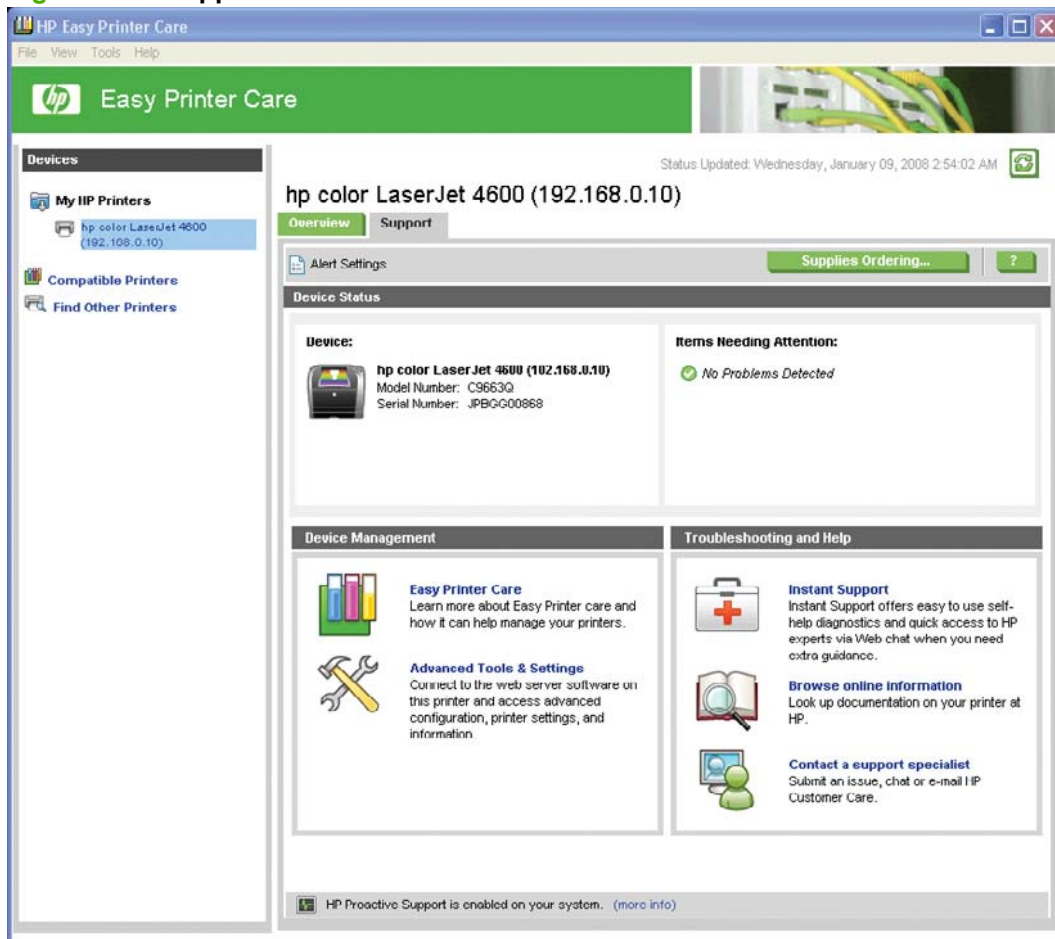 HP Easy Printer Care
File View Tools Help
hp Easy Printer Care
Devices
My HP Printers
hp color LaserJet 4600
(192.168.0.10)
Compatible Printers
Find Other Printers
Status Updated: Wednesday, January 09, 2008 2:54:02 AM
hp color LaserJet 4600 (192.168.0.10)
Overview Support
Alert Settings
Supplies Ordering... ?
Device Status
Device:
hp color LaserJet 4600 (192.168.0.10)
Model Number: C9663Q
Serial Number: JPBGG00868
Items Needing Attention:
No Problems Detected
Device Management
Easy Printer Care
Learn more about Easy Printer care and
how it can help manage your printers.
Advanced Tools & Settings
Connect to the web server software on
this printer and access advanced
configuration, printer settings, and
information.
Troubleshooting and Help
Instant Support
Instant Support offers easy to use self-
help diagnostics and quick access to HP
experts via Web chat when you need
extra guidance.
Browse online information
Look up documentation on your printer at
HP.
Contact a support specialist
Submit an issue, chat or e-mail HP
Customer Care.
HP Proactive Support is enabled on your system. (more info)